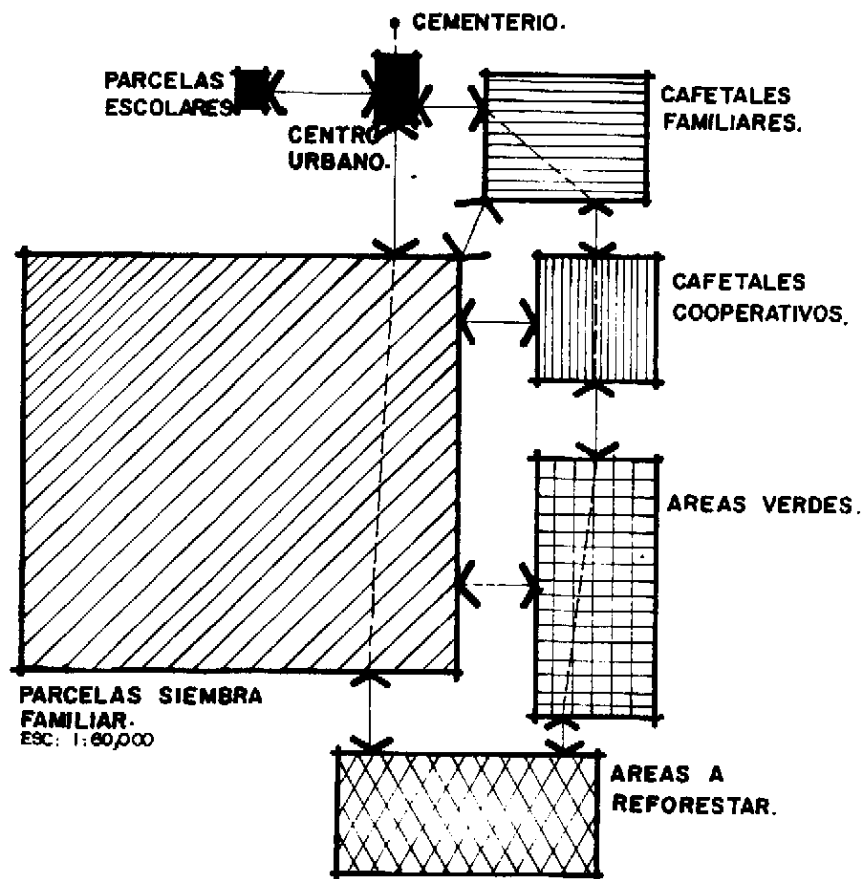 CEMENTERIO.
PARCELAS
ESCOLARES.
CENTRO
URBANO.
CAFETALES
FAMILIARES.
CAFETALES
COOPERATIVOS.
AREAS VERDES.
PARCELAS SIEMBRA
FAMILIAR.
ESC: 1:60,000
AREAS A
REFORESTAR.